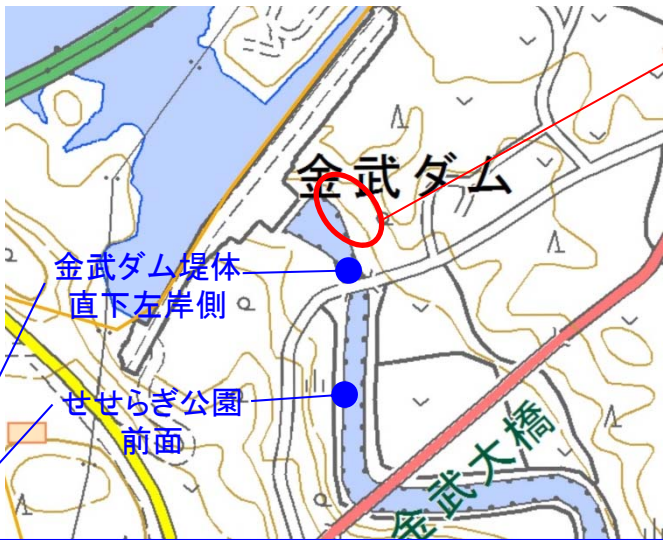 金武ダム
金武ダム堤体
直下左岸側
せせらぎ公園
前面
金武大橋